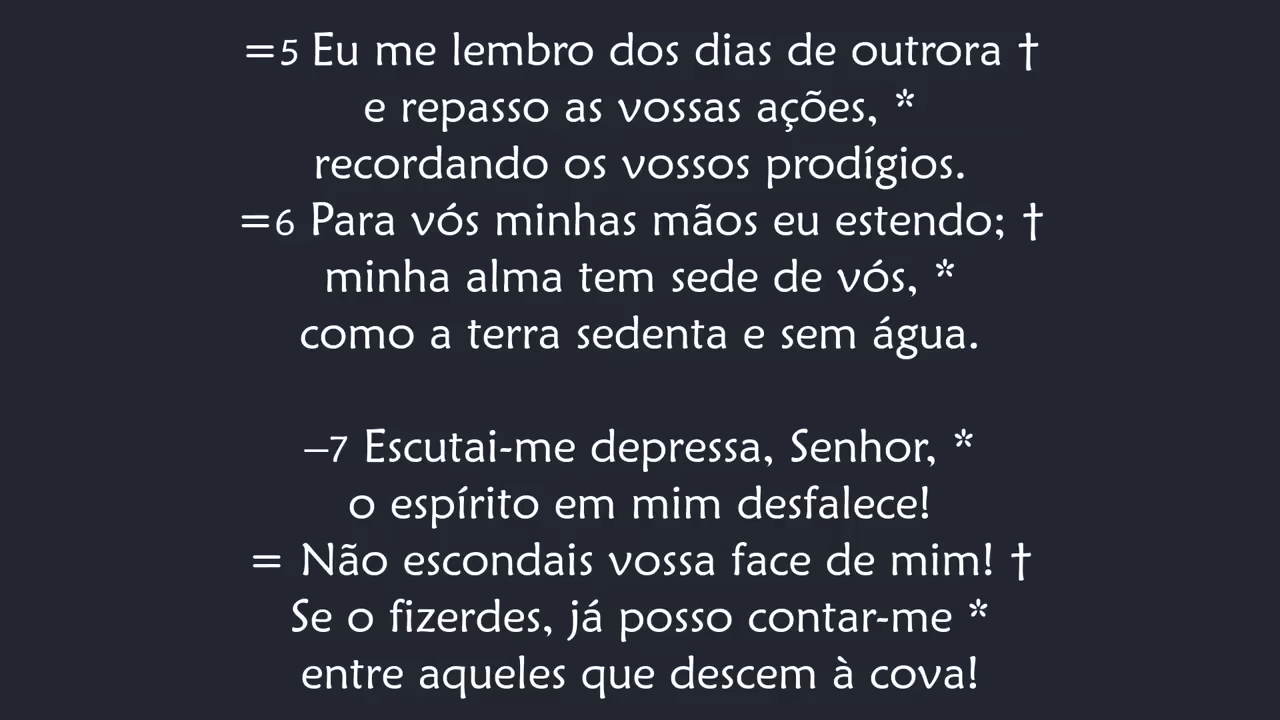 =5 Eu me lembro dos dias de outrora †
e repasso as vossas ações, *
recordando os vossos prodígios.
=6 Para vós minhas mãos eu estendo; †
minha alma tem sede de vós, *
como a terra sedenta e sem água.
–7 Escutai-me depressa, Senhor, *
o espírito em mim desfalece!
= Não escondais vossa face de mim! †
Se o fizerdes, já posso contar-me *
entre aqueles que descem à cova!